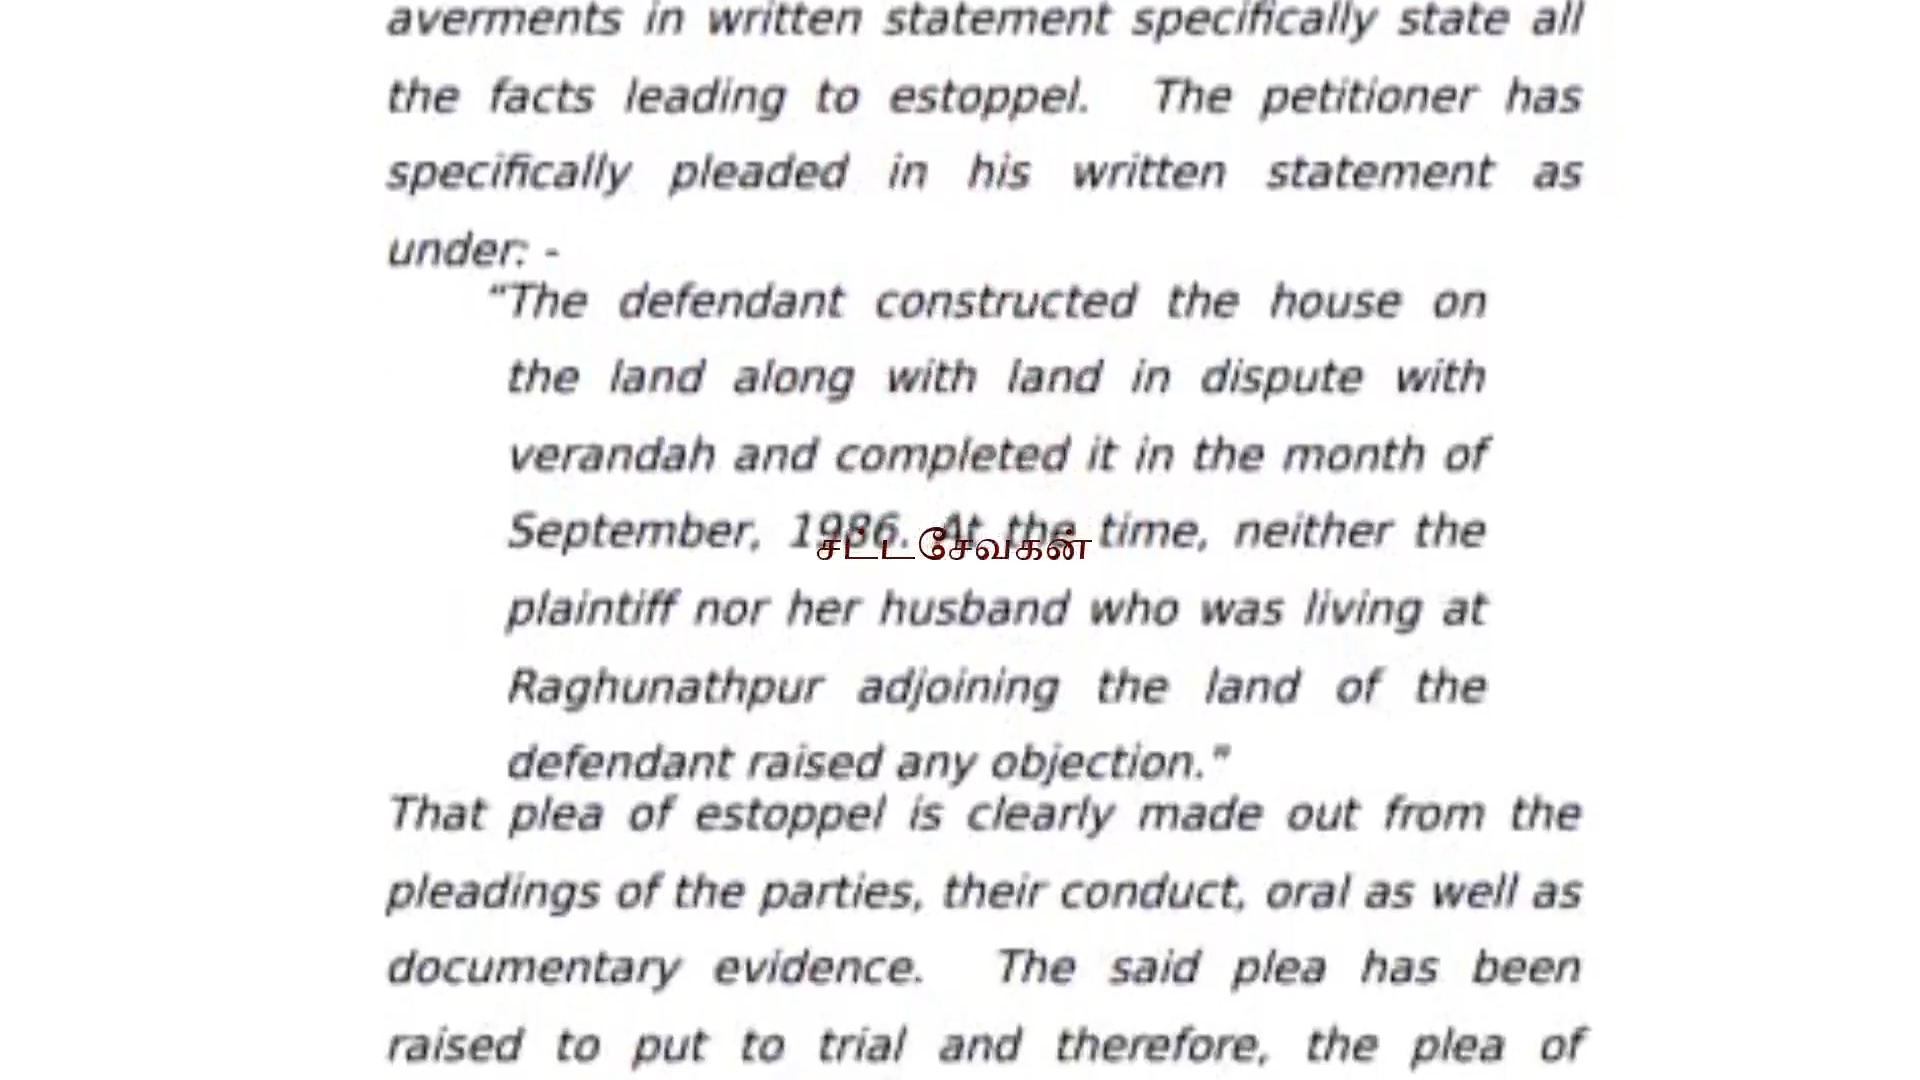 averments in written statement specifically state all
the facts leading to estoppel. The petitioner has
specifically pleaded in his written statement as
under: -
“The defendant constructed the house on
the land along with land in dispute with
verandah and completed it in the month of
September, 1986. At the time, neither the
சட்டசேவகன்
plaintiff nor her husband who was living at
Raghunathpur adjoining the land of the
defendant raised any objection.”
That plea of estoppel is clearly made out from the
pleadings of the parties, their conduct, oral as well as
documentary evidence. The said plea has been
raised to put to trial and therefore, the plea of